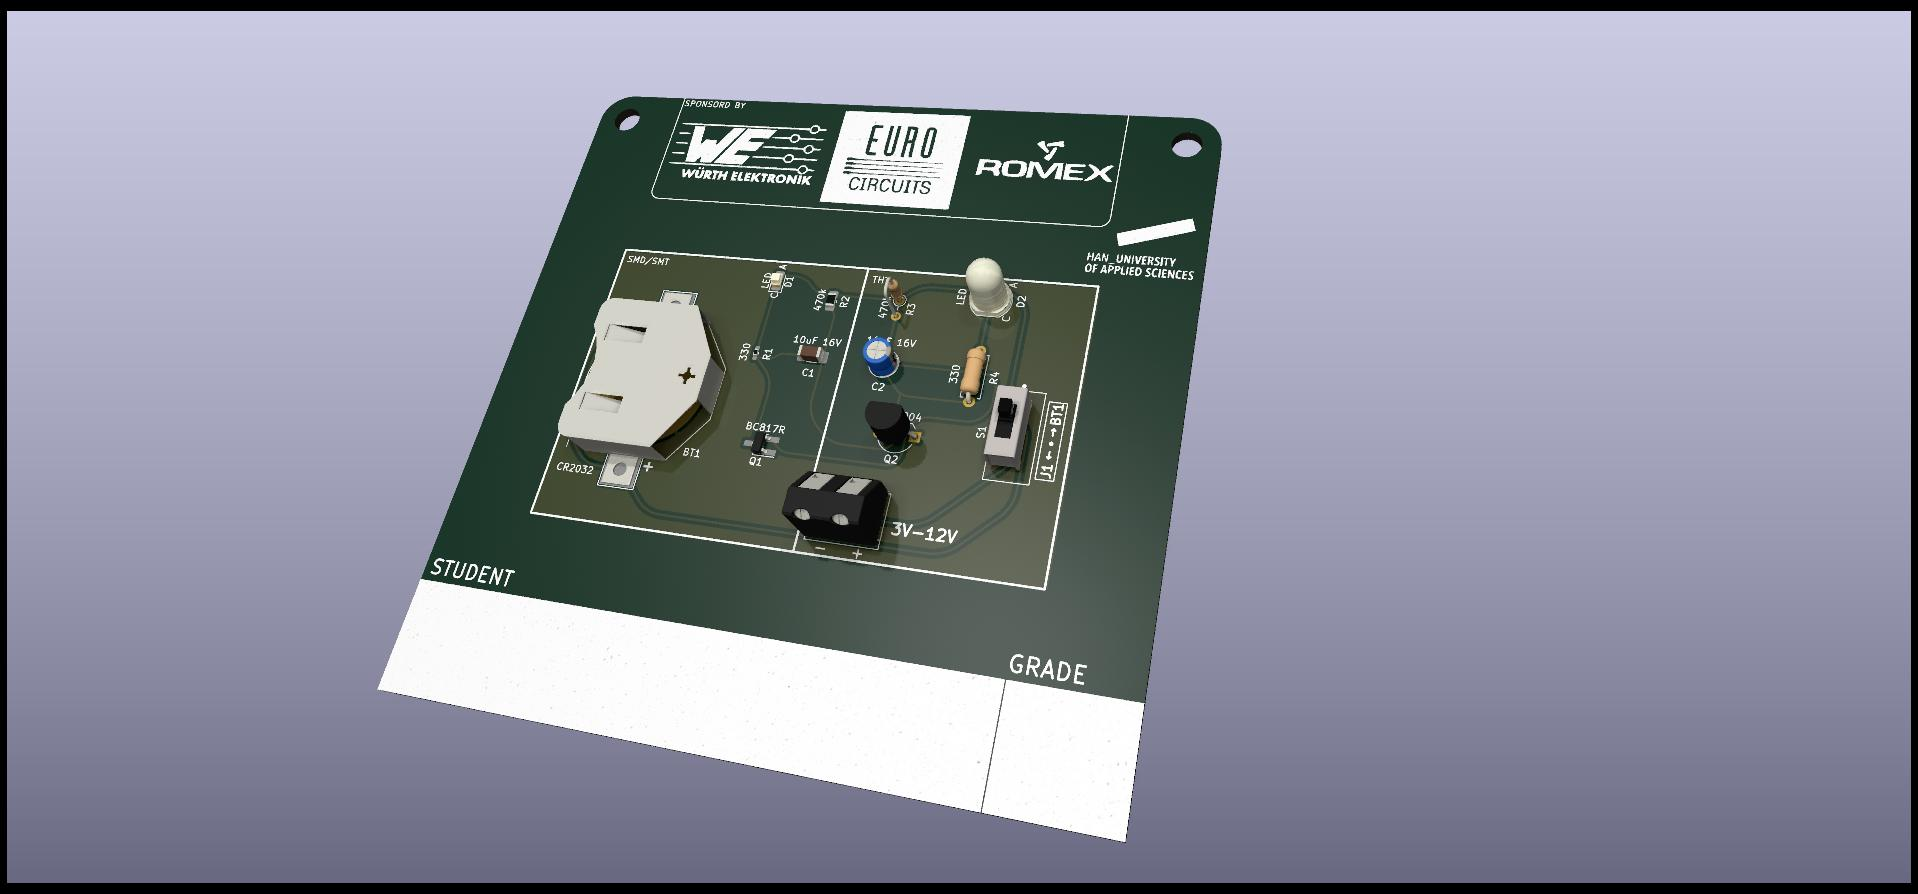 SPONSORD BY
WE
WÜRTH ELEKTRONIK
EURO
CIRCUITS
ROMEX
HAN_UNIVERSITY
OF APPLIED SCIENCES
SMD/SMT
LED
C
A
D1
470k
R2
330
R1
10uF 16V
C1
BC817R
Q1
BT1
CR2032
+
R3
LED
A
D2
C
16V
C2
330
R4
Q2
S1
J1 ← • → BT1
3V-12V
- +
STUDENT
GRADE